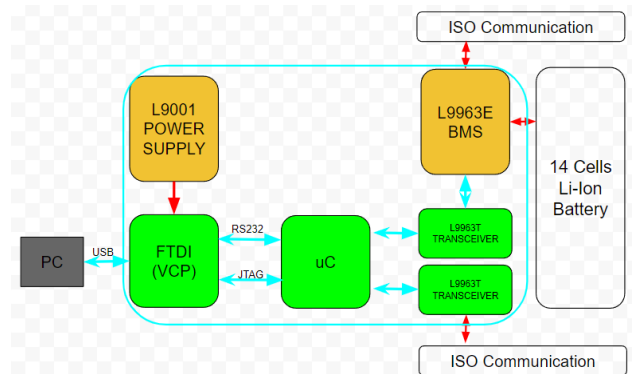 ISO Communication
L9001
POWER
SUPPLY
L9963E
BMS
14 Cells
Li-Ion
Battery
PC
USB
FTDI
(VCP)
RS232
JTAG
uC
L9963T
TRANSCEIVER
L9963T
TRANSCEIVER
ISO Communication